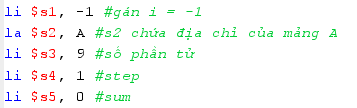 li $s1, -1 #gán i = -1
la $s2, A #s2 chứa địa chỉ của mảng A
li $s3, 9 #số phần tử
li $s4, 1 #step
li $s5, 0 #sum